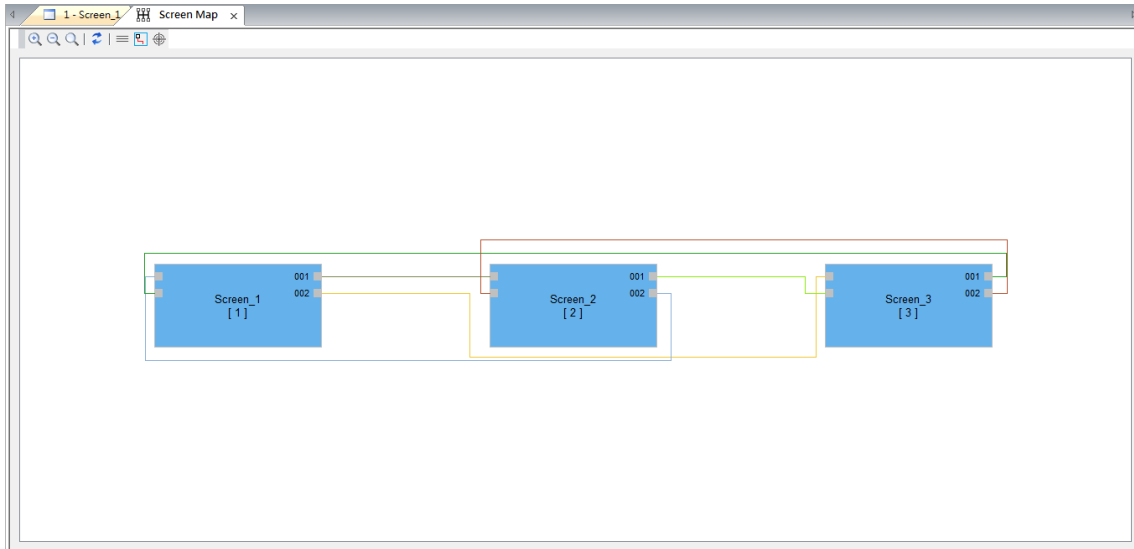 1 - Screen_1
Screen Map
001
002
Screen_1
[ 1 ]
001
002
Screen_2
[ 2 ]
001
002
Screen_3
[ 3 ]